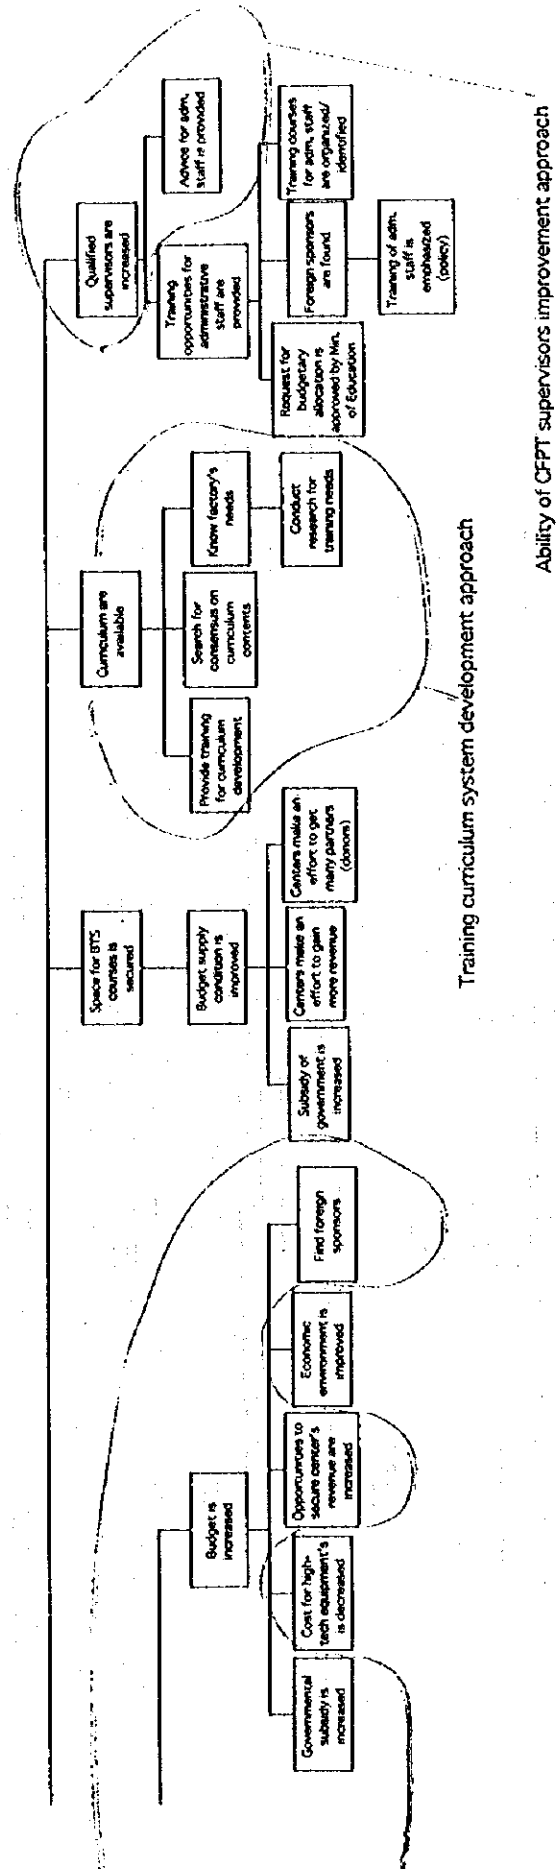 Qualified
supervisors are
increased
Advice for adm.
staff is provided
Training
opportunities for
administrative
staff are
provided
Training courses
for adm. staff
are organized/
identified
Foreign sponsors
are found
Request for
budgetary
allocation is
approved by Min.
of Education
Training of adm.
staff is
emphasized
(policy)
Curriculum are
available
Know factory's
needs
Search for
consensus on
curriculum
contents
Provide training
for curriculum
development
Conduct
research for
training needs
Space for BTS
courses is
secured
Budget supply
condition is
improved
Centers make an
effort to get
many partners
(donors)
Centers make an
effort to gain
more revenue
Subsidy of
government is
increased
Budget is
increased
Find foreign
sponsors
Economic
environment is
improved
Opportunities to
secure center's
revenue are
increased
Cost for high-
tech equipment's
is decreased
Governmental
subsidy is
increased
Training curriculum system development approach
Ability of CFPT supervisors improvement approach